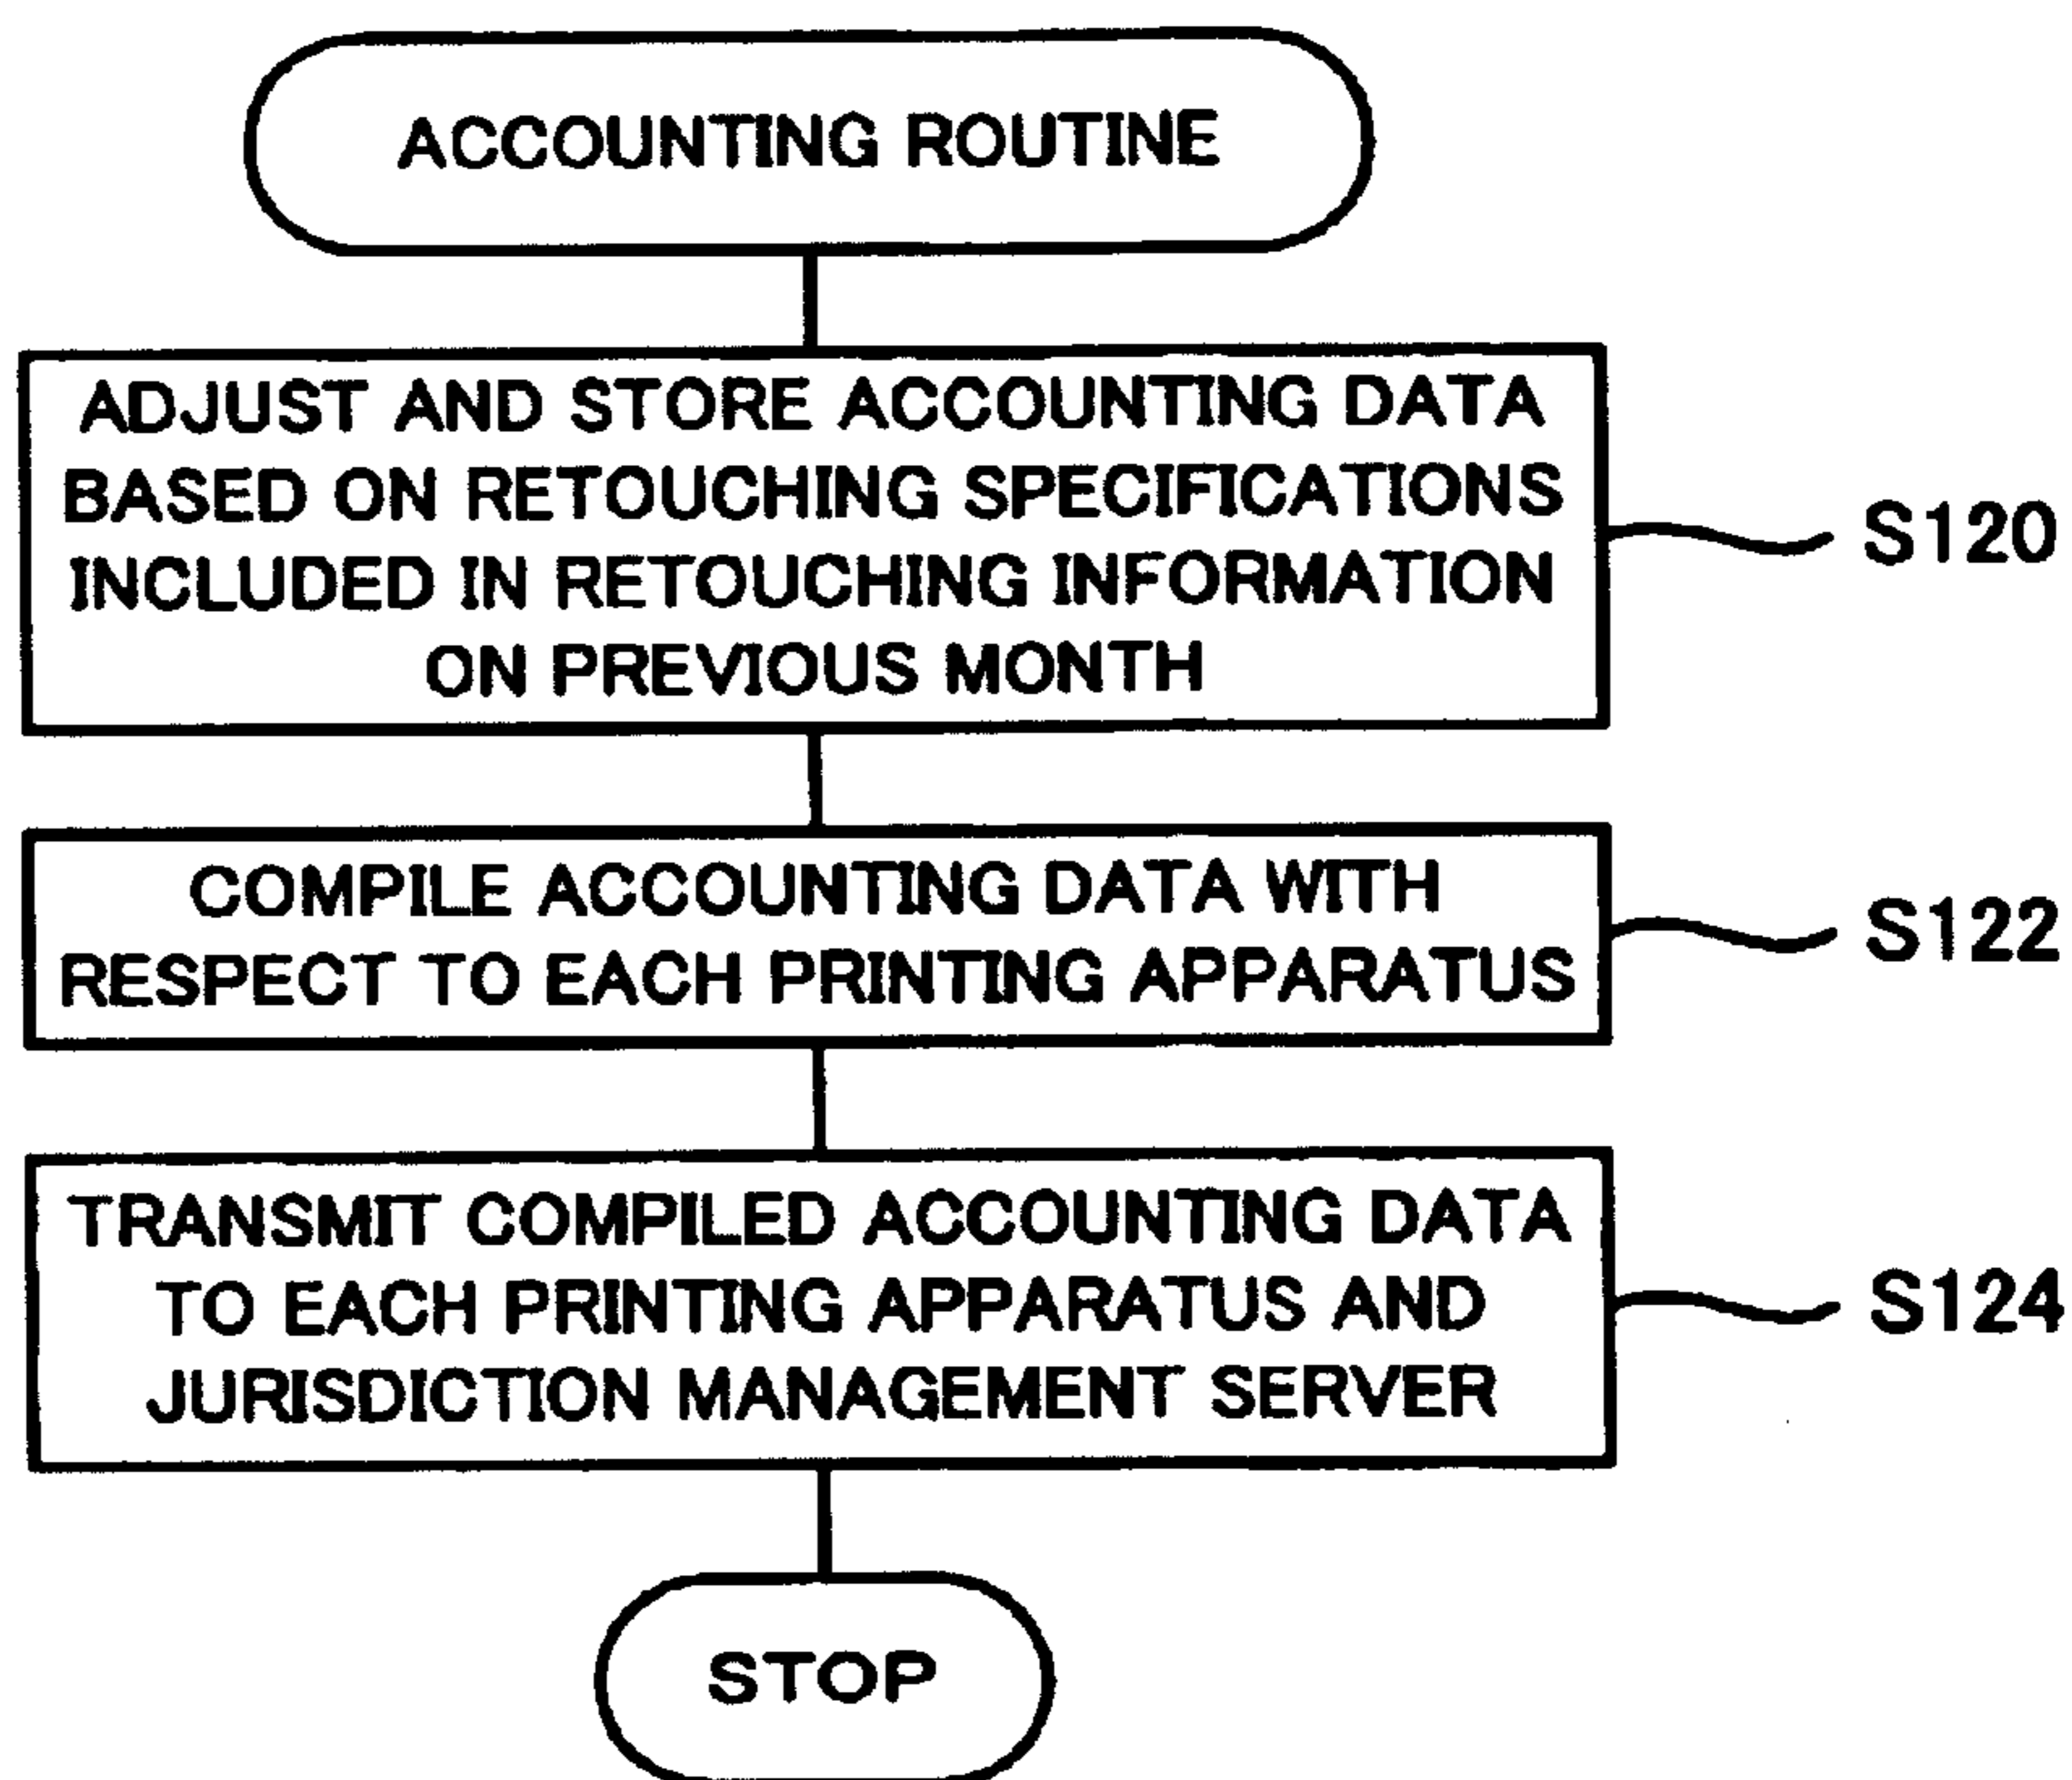 ACCOUNTING ROUTINE
ADJUST AND STORE ACCOUNTING DATA
BASED ON RETOUCHING SPECIFICATIONS
INCLUDED IN RETOUCHING INFORMATION
ON PREVIOUS MONTH
S120
COMPILE ACCOUNTING DATA WITH
RESPECT TO EACH PRINTING APPARATUS
S122
TRANSMIT COMPILED ACCOUNTING DATA
TO EACH PRINTING APPARATUS AND
JURISDICTION MANAGEMENT SERVER
S124
STOP